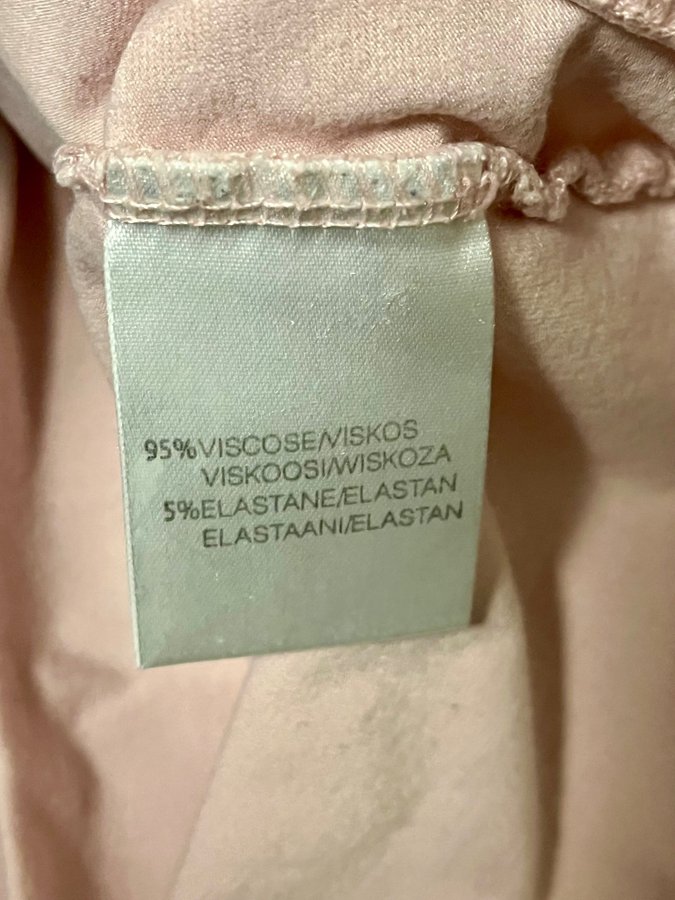 95%VISCOSE/VISKOS
VISKOOSI/WISKOZA
5%ELASTANE/ELASTAN
ELASTAANI/ELASTAN